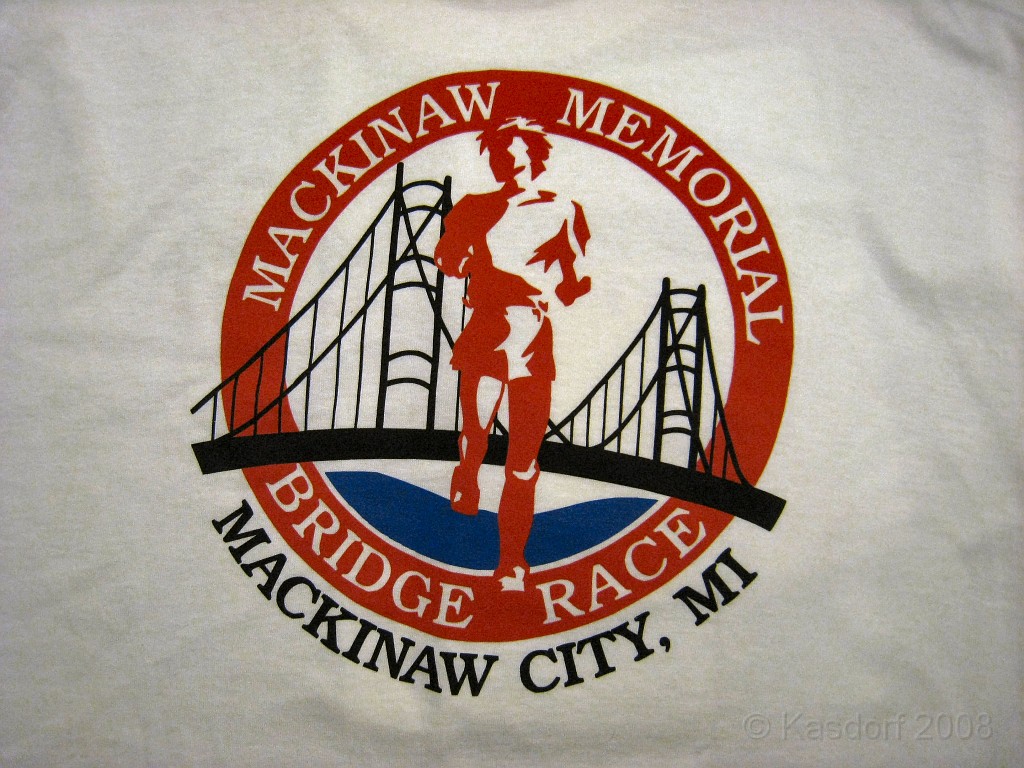 MACKINAW MEMORIAL
BRIDGE RACE
MACKINAW CITY, MI
© Kasdorf 2008